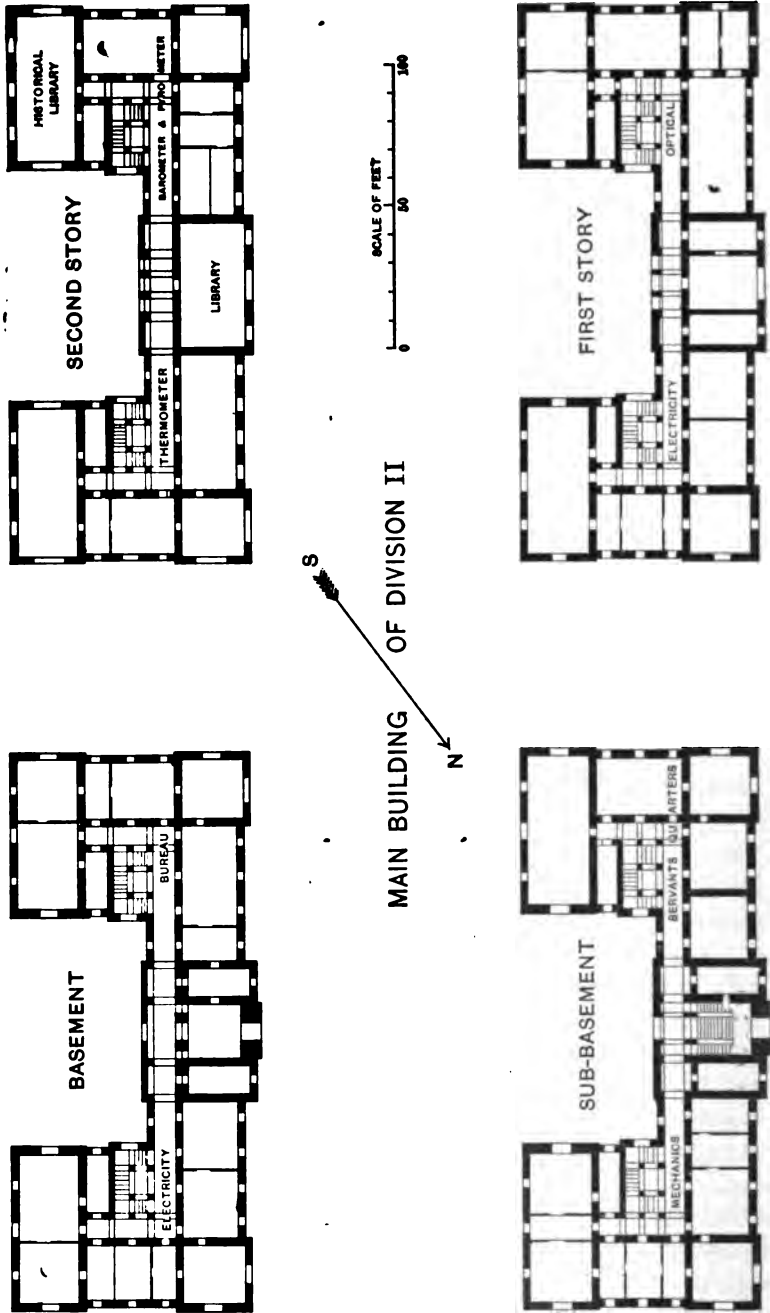 BASEMENT
ELECTRICITY
BUREAU
SECOND STORY
HISTORICAL
LIBRARY
THERMOMETER
BAROMETER & PYROMETER
LIBRARY
MAIN BUILDING OF DIVISION II
N
S
SCALE OF FEET
0 50 100
SUB-BASEMENT
MECHANICS
SERVANTS QUARTERS
FIRST STORY
ELECTRICITY
OPTICAL